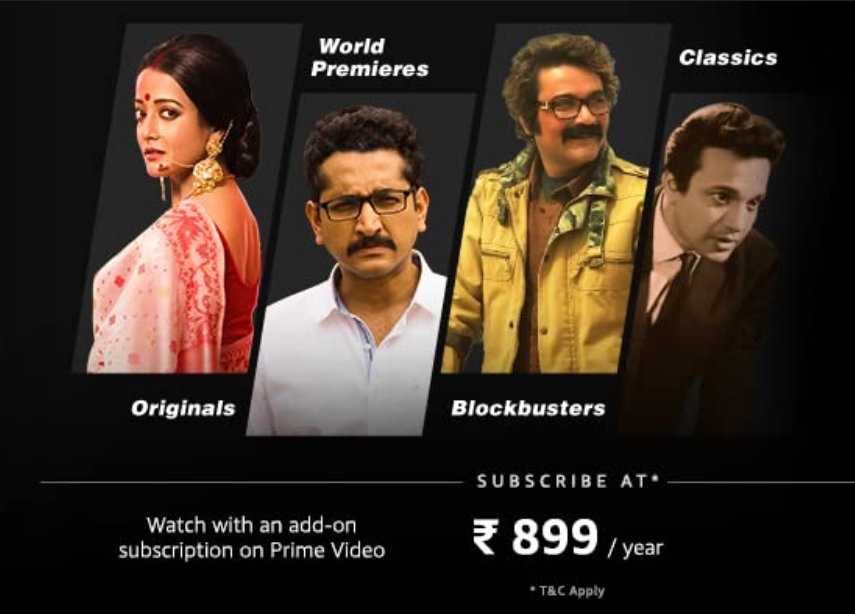 World
Premieres
Classics
Originals
Blockbusters
SUBSCRIBE AT*
Watch with an add-on
subscription on Prime Video
₹ 899 / year
* T&C Apply